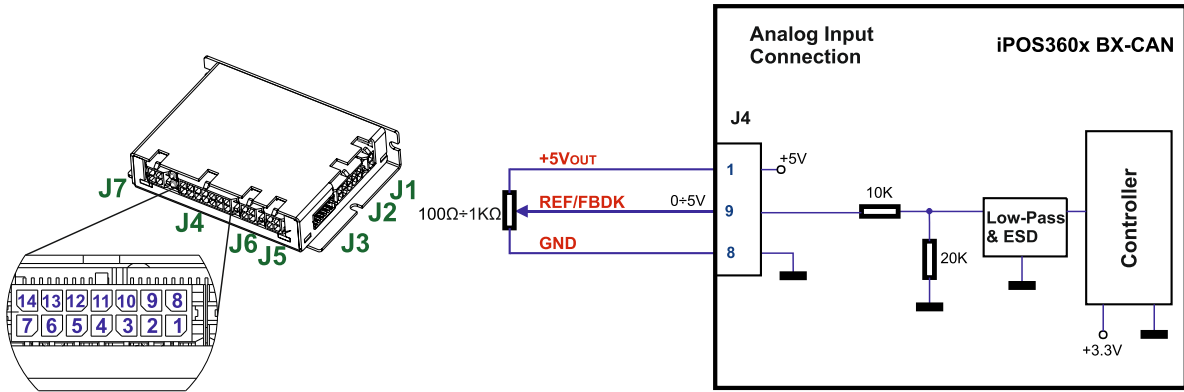 Analog Input
Connection
iPOS360x BX-CAN
J4
J7
J4
J6
J5
J1
J2
J3
14 13 12 11 10 9 8
7 6 5 4 3 2 1
100Ω÷1KΩ
+5VOUT
1
+5V
REF/FBDK
0÷5V
9
GND
8
10K
20K
Low-Pass
& ESD
Controller
+3.3V